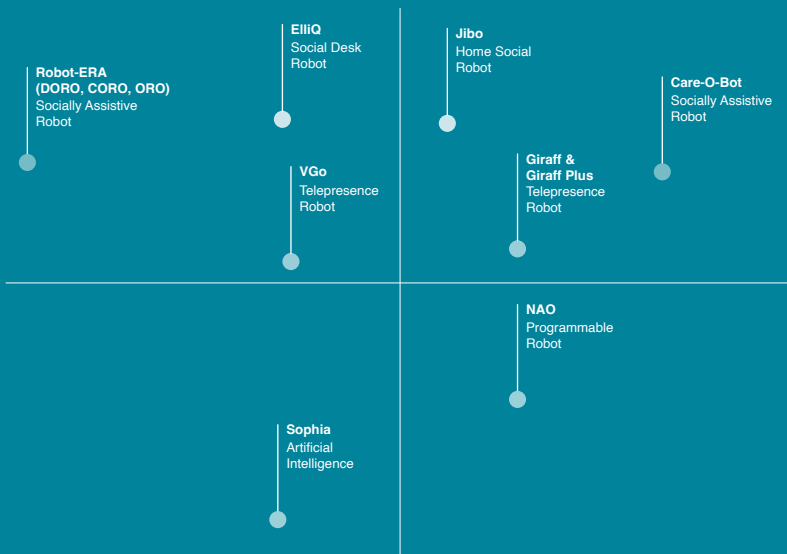 Robot-ERA
(DORO, CORO, ORO)
Socially Assistive
Robot
ElliQ
Social Desk
Robot
VGo
Telepresence
Robot
Jibo
Home Social
Robot
Care-O-Bot
Socially Assistive
Robot
Giraff &
Giraff Plus
Telepresence
Robot
NAO
Programmable
Robot
Sophia
Artificial
Intelligence